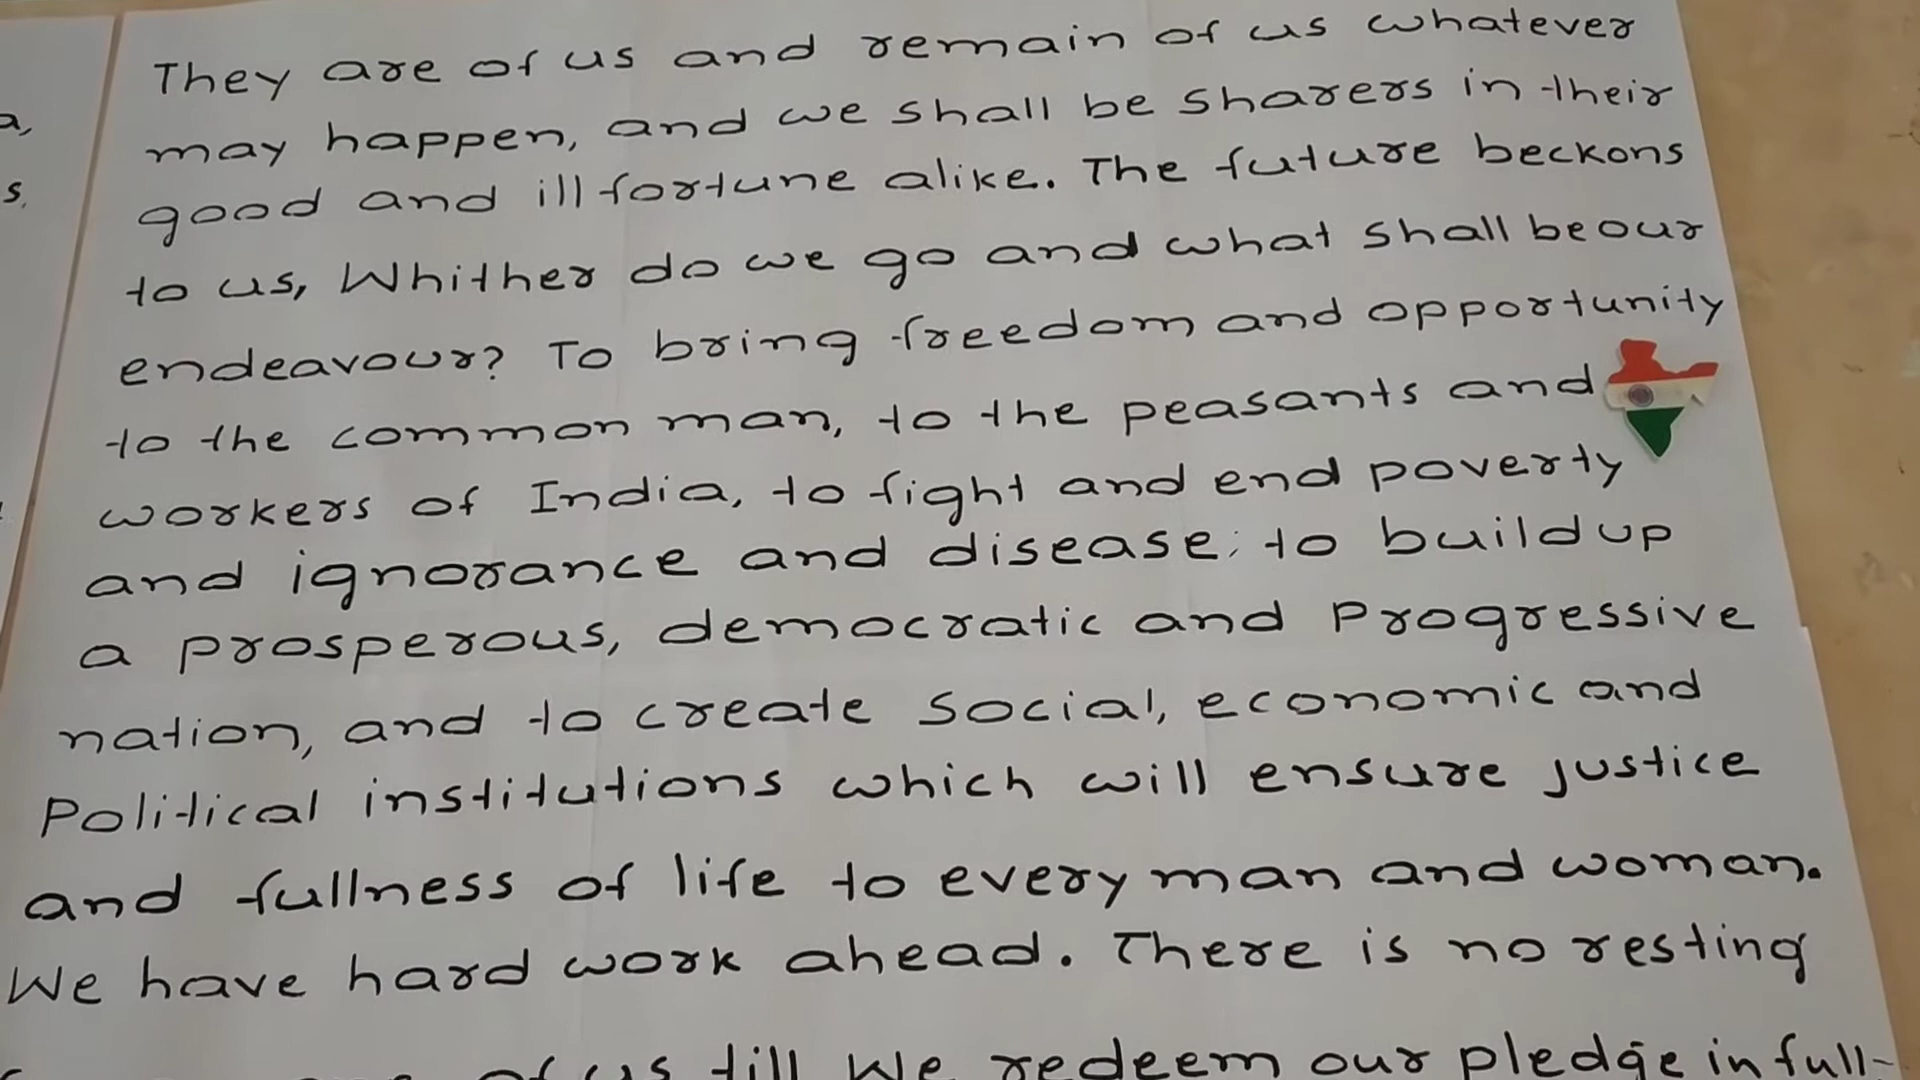 They are of us and remain of us whatever
may happen, and we shall be sharers in their
good and ill fortune alike. The future beckons
to us, Whither do we go and what shall be our
endeavour? To bring freedom and opportunity
to the common man, to the peasants and
workers of India, to fight and end poverty
and ignorance and disease; to build up
a prosperous, democratic and Progressive
nation, and to create social, economic and
Political institutions which will ensure justice
and fullness of life to every man and woman.
We have hard work ahead. There is no resting
of us till We redeem our pledge in full-